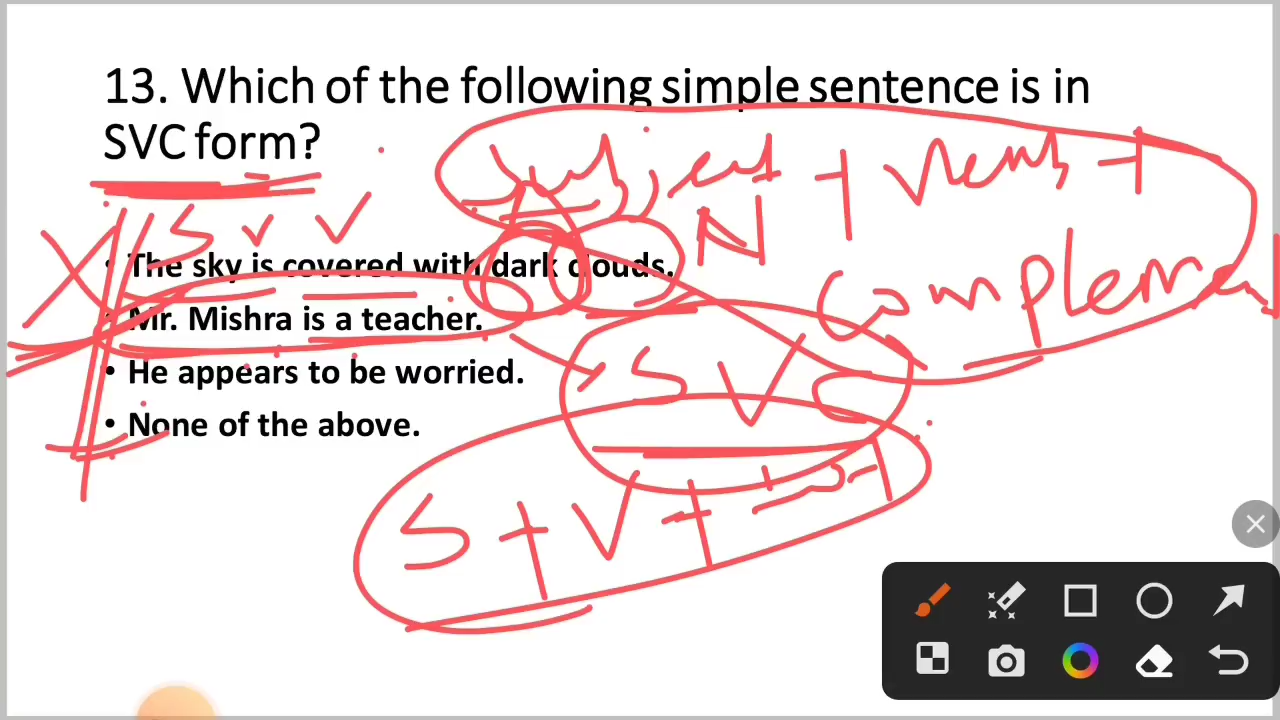 13. Which of the following simple sentence is in
SVC form?
subject + verb +
S V V
N
• The sky is covered with dark clouds.
complement
• Mr. Mishra is a teacher.
S V C
• He appears to be worried.
• None of the above.
S + V +